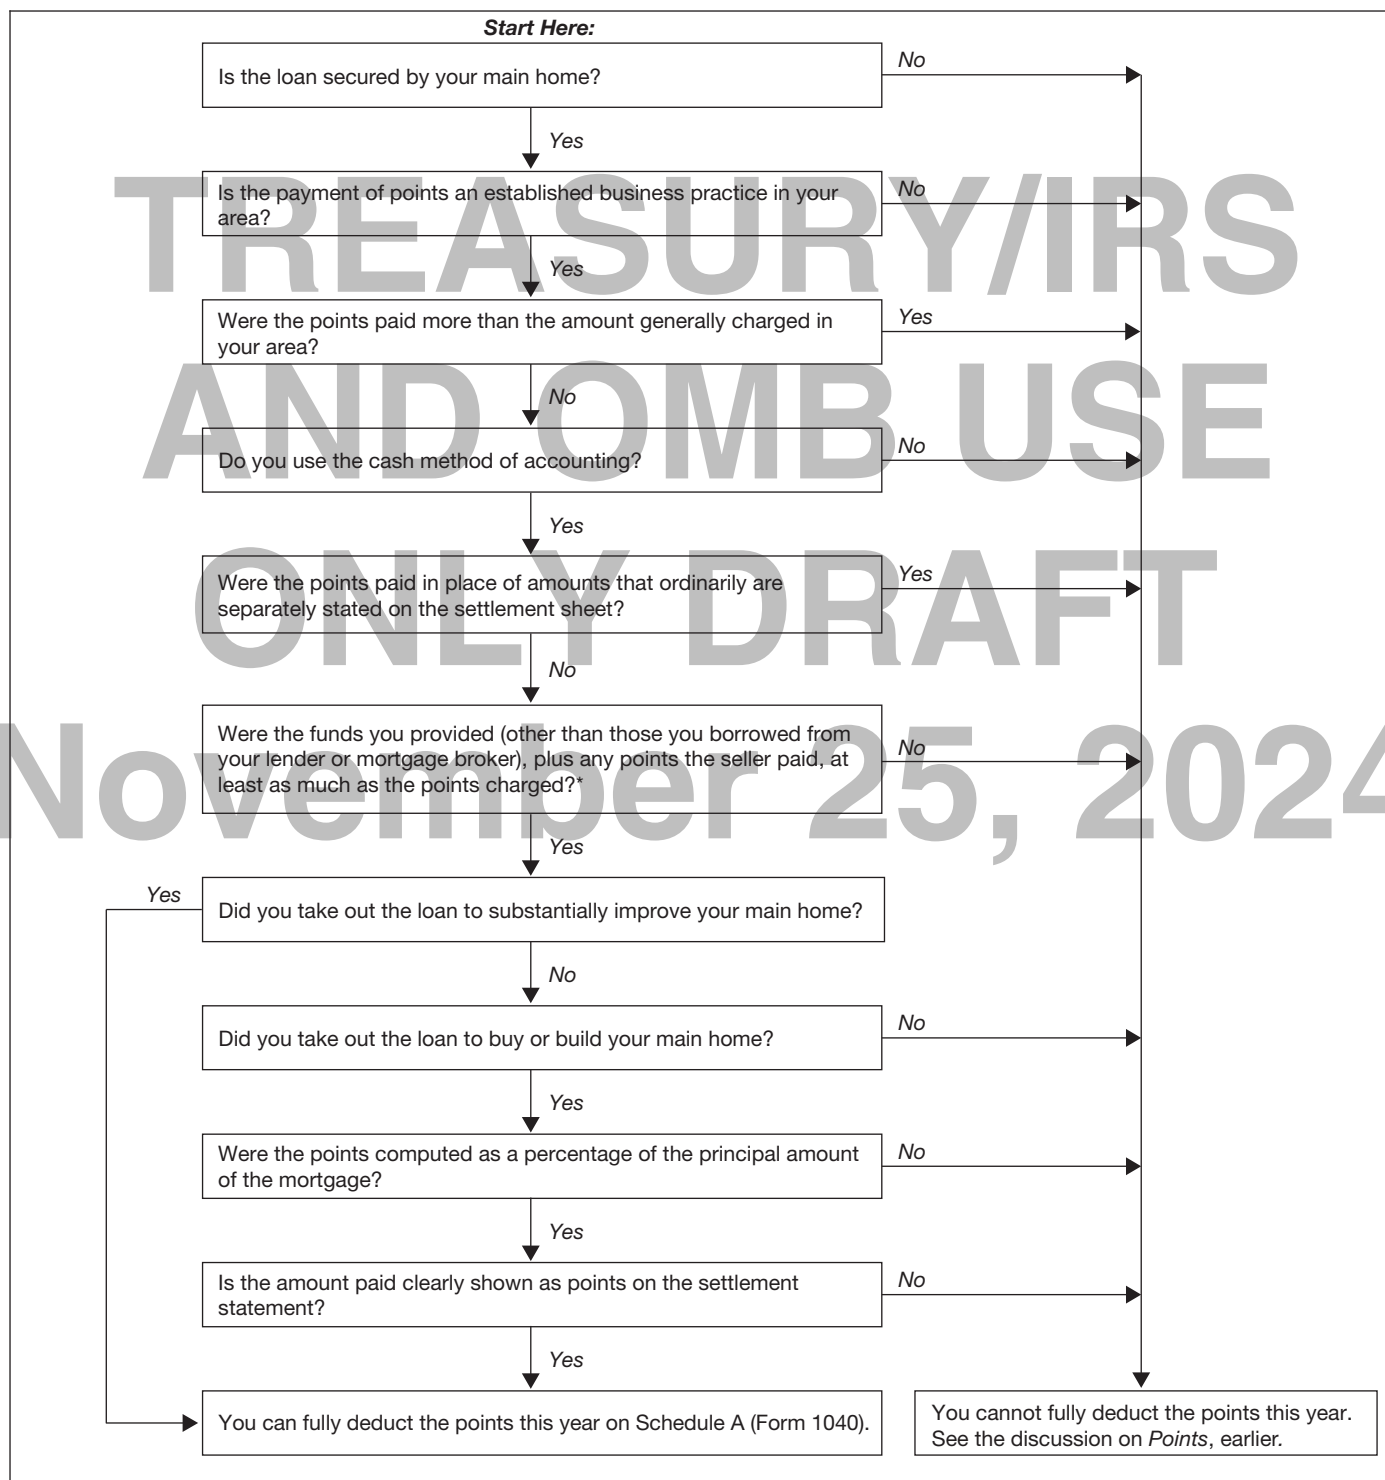 Start Here:
Is the loan secured by your main home?
No
Yes
Is the payment of points an established business practice in your
area?
No
Yes
Were the points paid more than the amount generally charged in
your area?
Yes
No
Do you use the cash method of accounting?
No
Yes
Were the points paid in place of amounts that ordinarily are
separately stated on the settlement sheet?
Yes
No
Were the funds you provided (other than those you borrowed from
your lender or mortgage broker), plus any points the seller paid, at
least as much as the points charged?*
No
Yes
Yes
Did you take out the loan to substantially improve your main home?
No
Did you take out the loan to buy or build your main home?
No
Yes
Were the points computed as a percentage of the principal amount
of the mortgage?
No
Yes
Is the amount paid clearly shown as points on the settlement
statement?
No
Yes
You can fully deduct the points this year on Schedule A (Form 1040).
You cannot fully deduct the points this year.
See the discussion on Points, earlier.
TREASURY/IRS
AND OMB USE
ONLY DRAFT
November 25, 2024